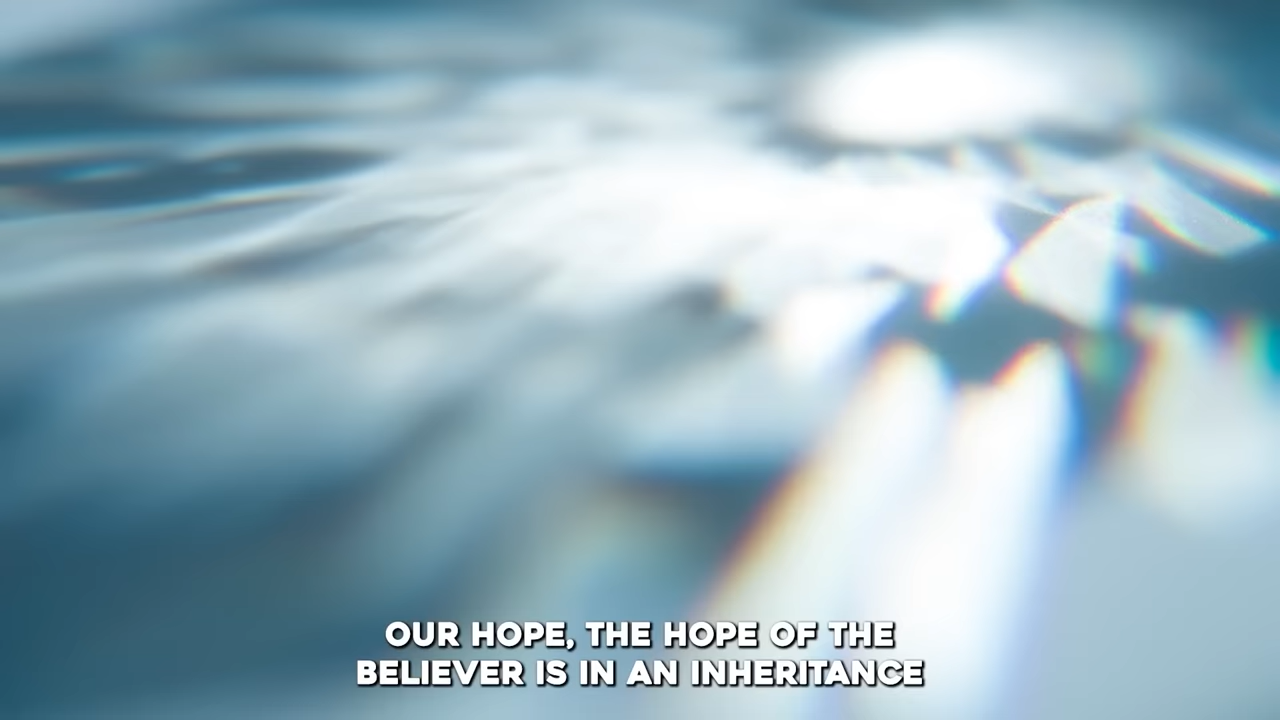 OUR HOPE, THE HOPE OF THE
BELIEVER IS IN AN INHERITANCE